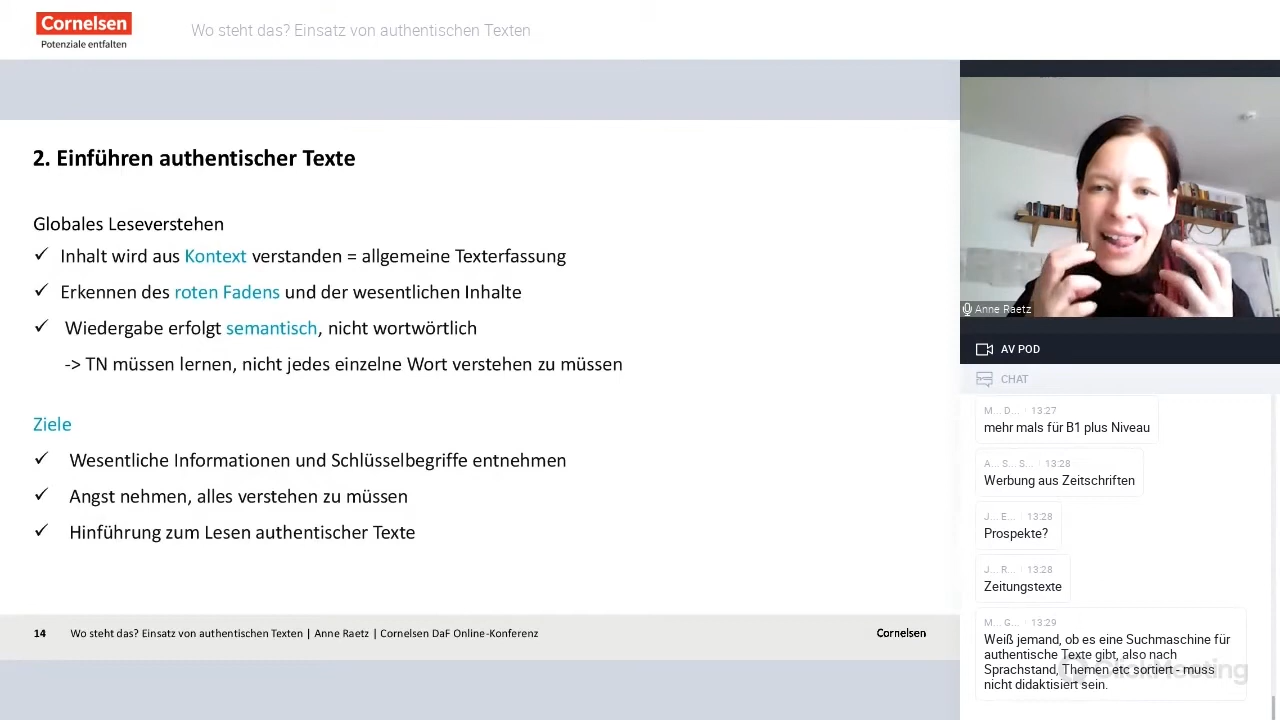 Cornelsen
Potenziale entfalten
Wo steht das? Einsatz von authentischen Texten
2. Einführen authentischer Texte
Globales Leseverstehen
✓ Inhalt wird aus Kontext verstanden = allgemeine Texterfassung
✓ Erkennen des roten Fadens und der wesentlichen Inhalte
✓ Wiedergabe erfolgt semantisch, nicht wortwörtlich
-> TN müssen lernen, nicht jedes einzelne Wort verstehen zu müssen
Ziele
✓ Wesentliche Informationen und Schlüsselbegriffe entnehmen
✓ Angst nehmen, alles verstehen zu müssen
✓ Hinführung zum Lesen authentischer Texte
14 Wo steht das? Einsatz von authentischen Texten | Anne Raetz | Cornelsen DaF Online-Konferenz
Cornelsen
Anne Raetz
AV POD
CHAT
M... D... 13:27
mehr mals für B1 plus Niveau
A... S... S... 13:28
Werbung aus Zeitschriften
J... E... 13:28
Prospekte?
J... R... 13:28
Zeitungstexte
M... G... 13:29
Weiß jemand, ob es eine Suchmaschine für
authentische Texte gibt, also nach
Sprachstand, Themen etc sortiert - muss
nicht didaktisiert sein.
ClickMeeting